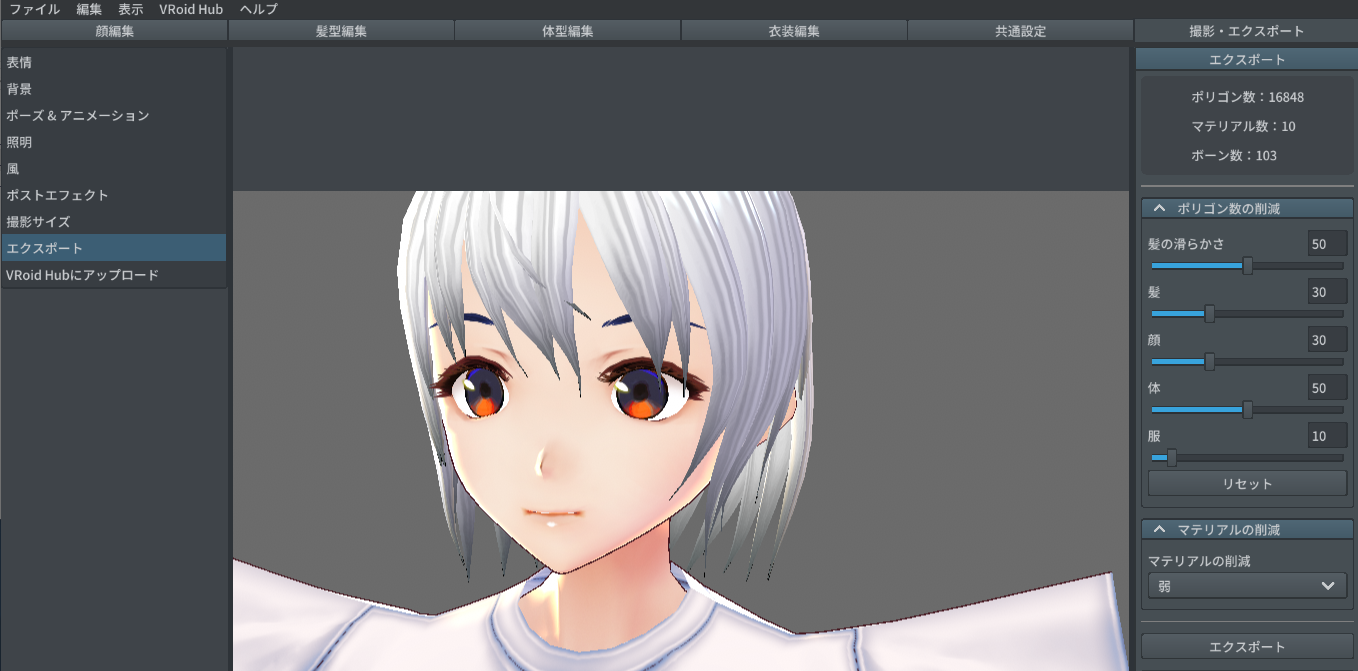 ファイル 編集 表示 VRoid Hub ヘルプ
顔編集 髪型編集 体型編集 衣装編集 共通設定 撮影・エクスポート
表情
背景
ポーズ & アニメーション
照明
風
ポストエフェクト
撮影サイズ
エクスポート
VRoid Hubにアップロード
エクスポート
ポリゴン数：16848
マテリアル数：10
ボーン数：103
ポリゴン数の削減
髪の滑らかさ 50
髪 30
顔 30
体 50
服 10
リセット
マテリアルの削減
マテリアルの削減
弱
エクスポート